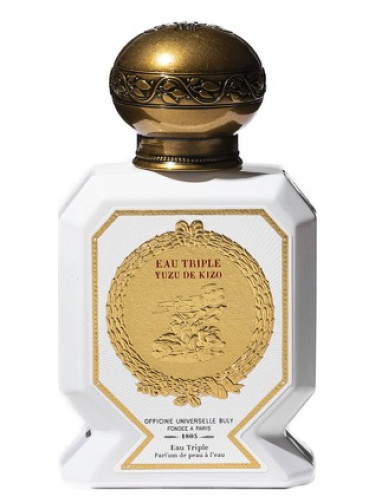 EAU TRIPLE
YUZU DE KIZO
OFFICINE UNIVERSELLE BULY
FONDÉE A PARIS
1803
Eau Triple
Parfum de peau à l'eau